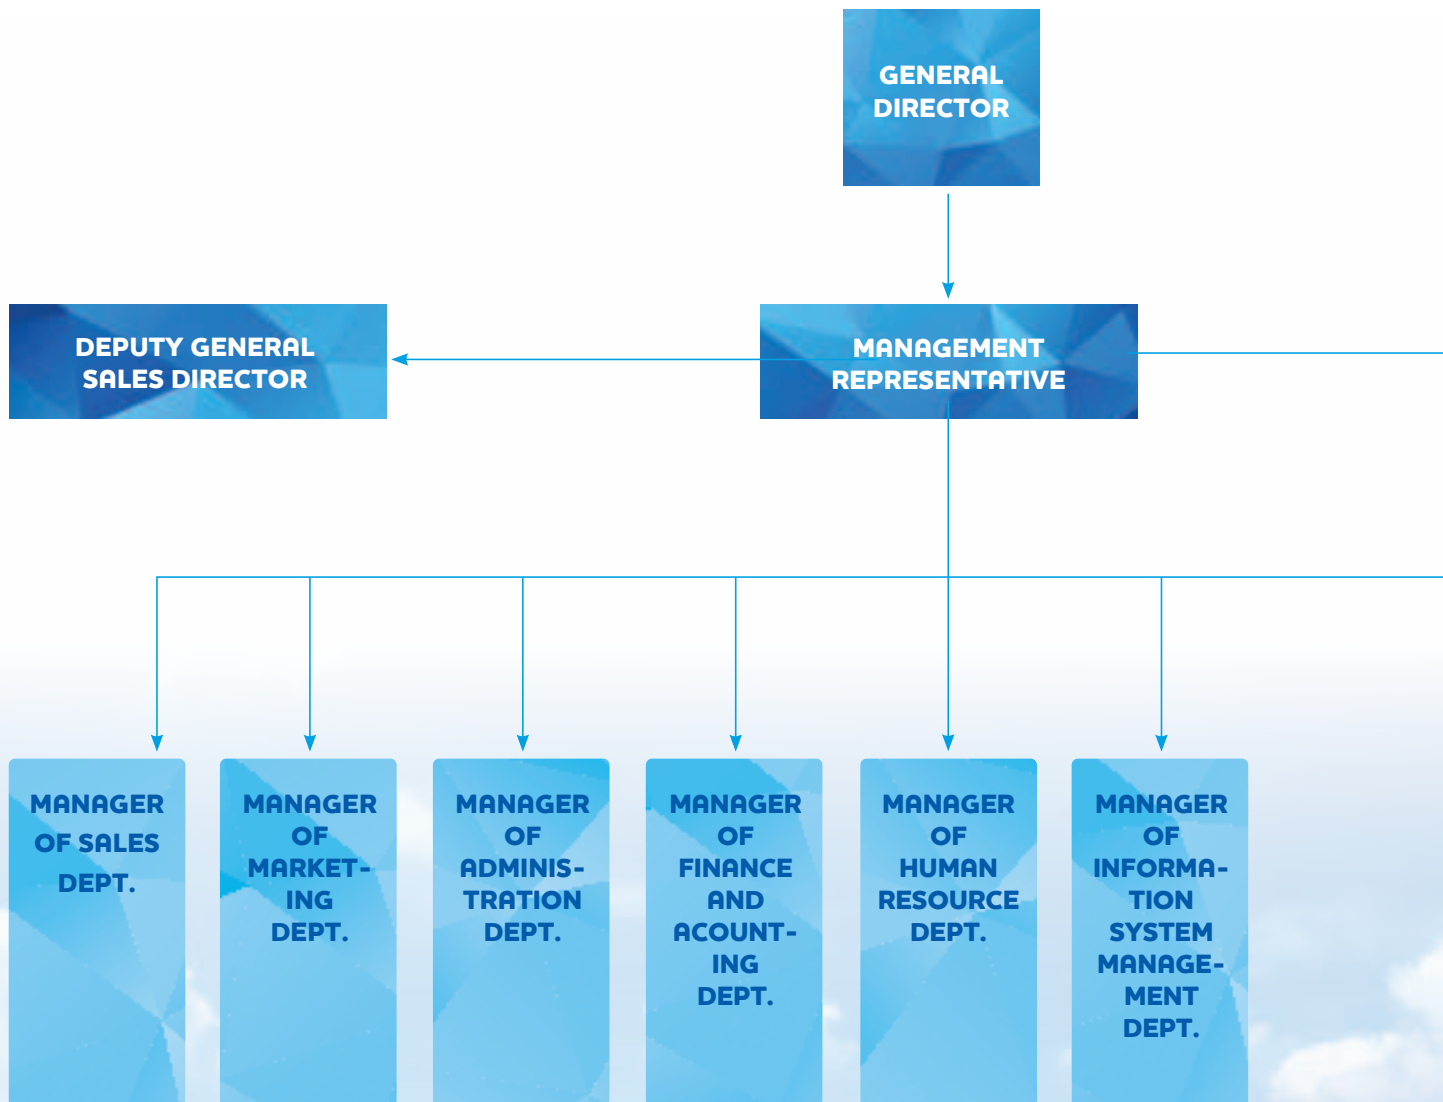 GENERAL
DIRECTOR
DEPUTY GENERAL
SALES DIRECTOR
MANAGEMENT
REPRESENTATIVE
MANAGER
OF SALES
DEPT.
MANAGER
OF
MARKET-
ING
DEPT.
MANAGER
OF
ADMINIS-
TRATION
DEPT.
MANAGER
OF
FINANCE
AND
ACOUNT-
ING
DEPT.
MANAGER
OF
HUMAN
RESOURCE
DEPT.
MANAGER
OF
INFORMA-
TION
SYSTEM
MANAGE-
MENT
DEPT.